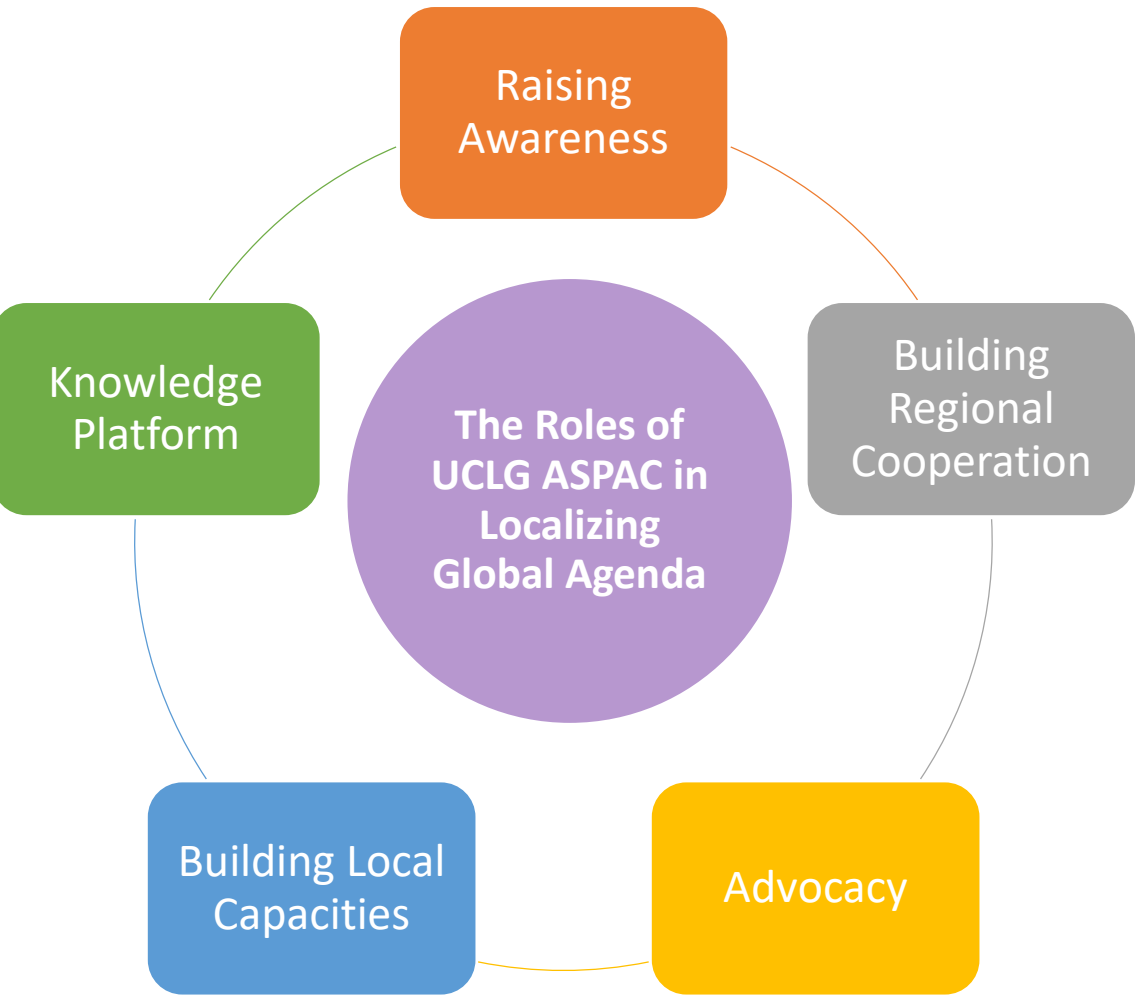 Raising
Awareness
Building
Regional
Cooperation
Knowledge
Platform
The Roles of
UCLG ASPAC in
Localizing
Global Agenda
Building Local
Capacities
Advocacy